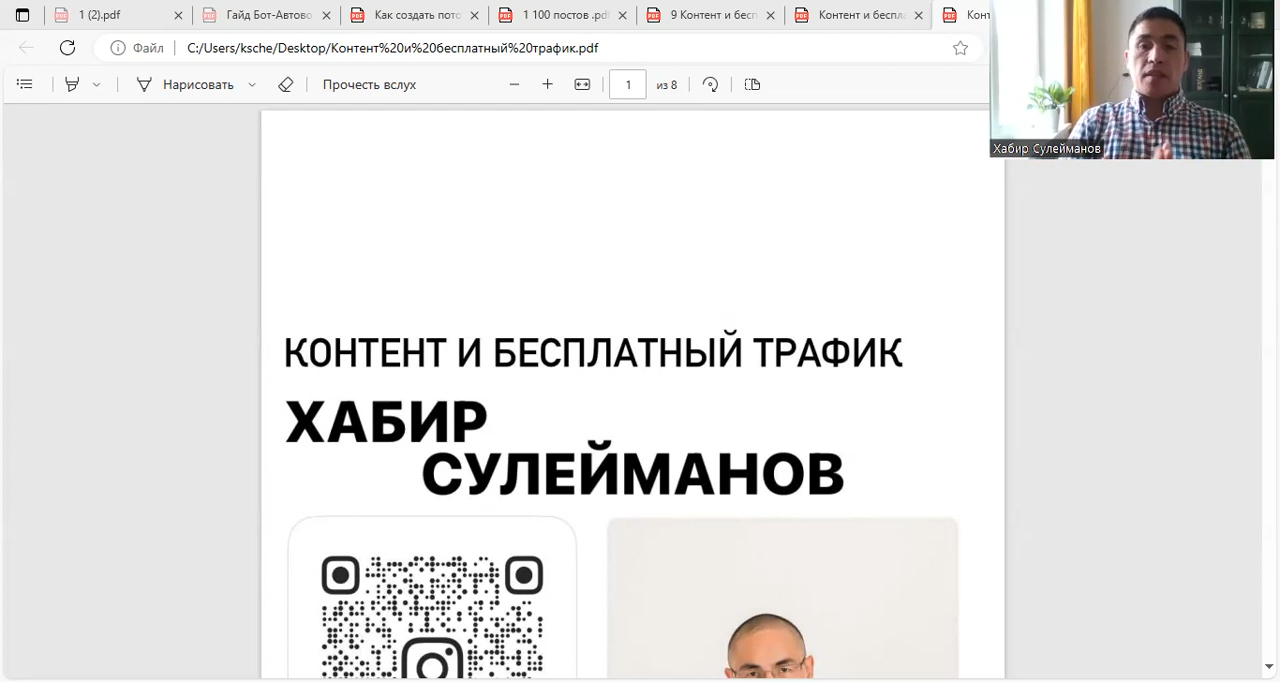 1 (2).pdf
Гайд Бот-Автово
Как создать пото
1 100 постов .pdf
9 Контент и бесп
Контент и беспла
Конт
Файл
C:/Users/ksche/Desktop/Контент%20и%20бесплатный%20трафик.pdf
Нарисовать
Прочесть вслух
1
из 8
Хабир Сулейманов
КОНТЕНТ И БЕСПЛАТНЫЙ ТРАФИК
ХАБИР
СУЛЕЙМАНОВ